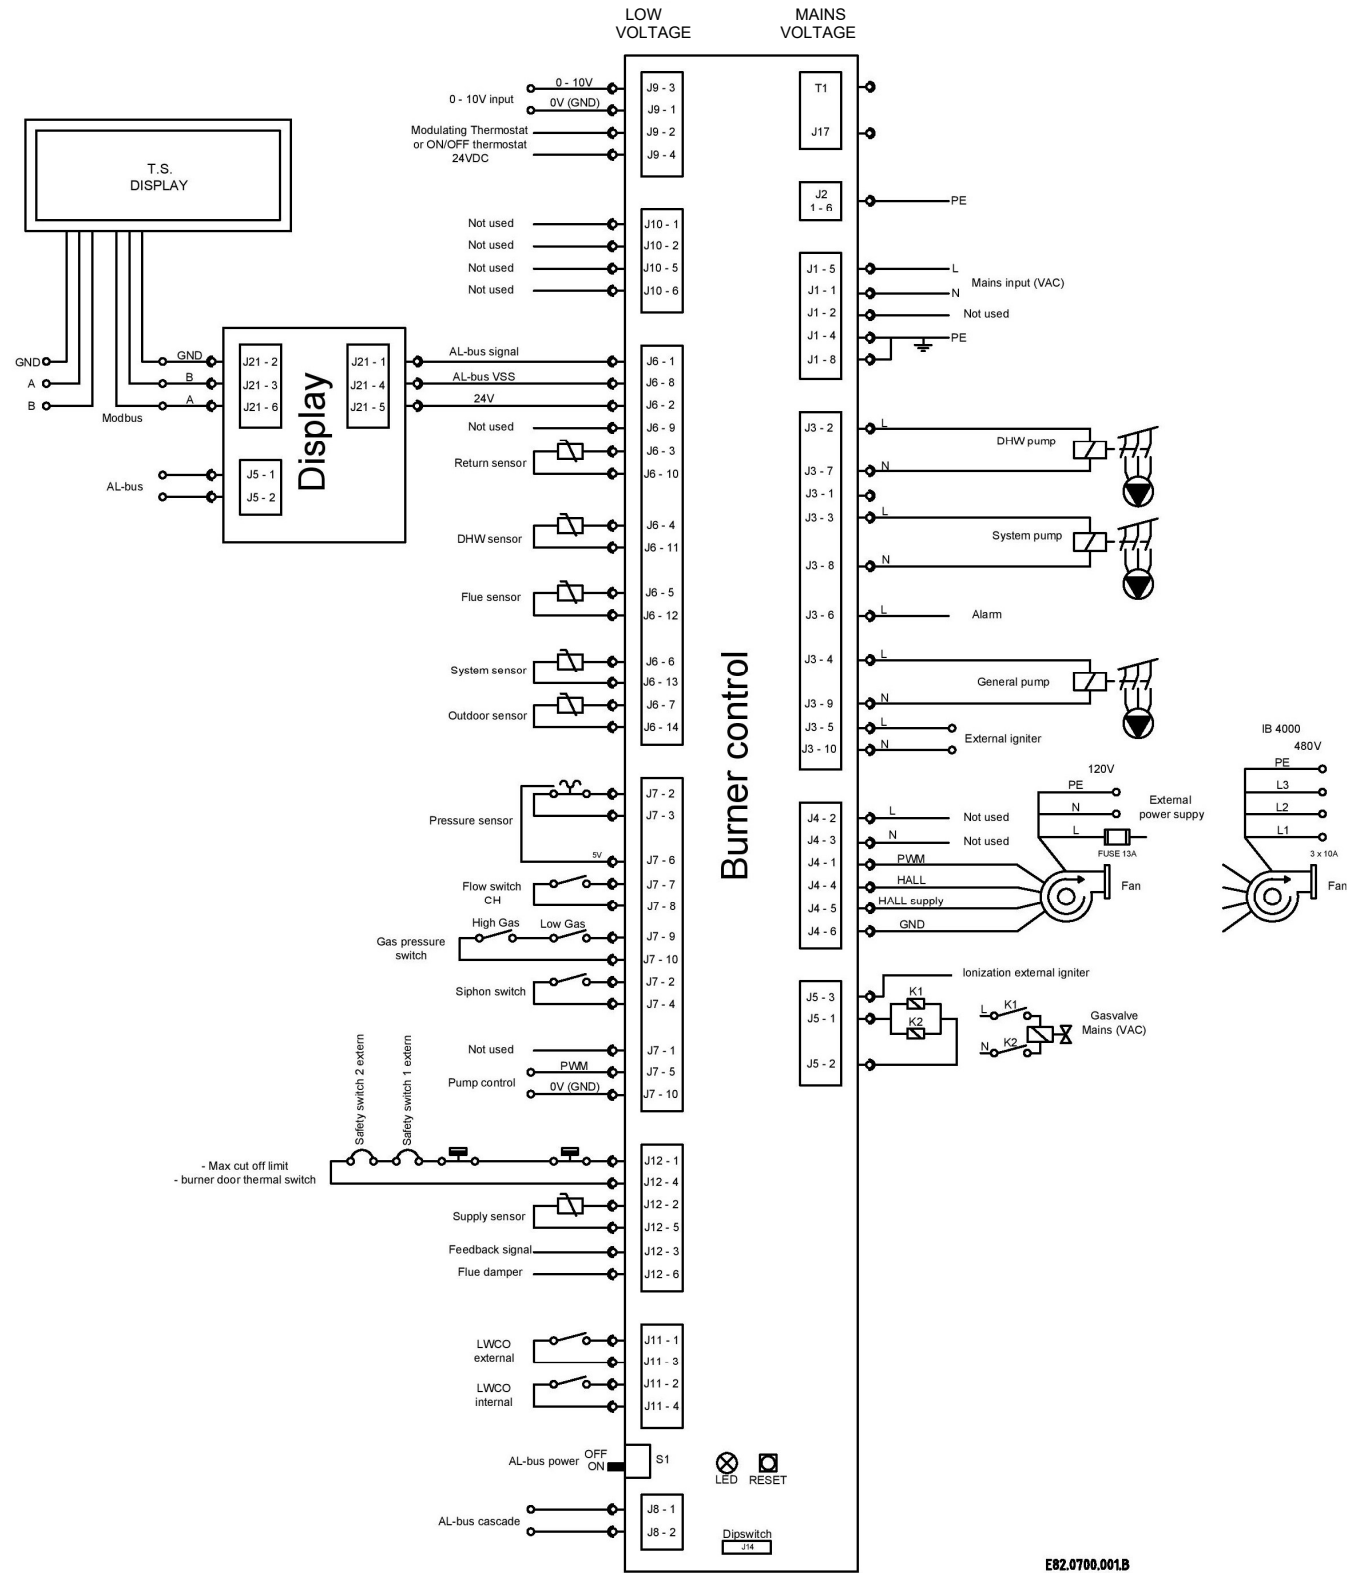 LOW
VOLTAGE
MAINS
VOLTAGE
0 - 10V input
0 - 10V
J9 - 3
0V (GND)
J9 - 1
Modulating Thermostat
or ON/OFF thermostat
24VDC
J9 - 2
J9 - 4
T.S.
DISPLAY
Not used
J10 - 1
Not used
J10 - 2
Not used
J10 - 5
Not used
J10 - 6
GND
A
B
Modbus
GND
B
A
J21 - 2
J21 - 3
J21 - 6
J21 - 1
J21 - 4
J21 - 5
AL-bus
J5 - 1
J5 - 2
Display
AL-bus signal
J6 - 1
AL-bus VSS
J6 - 8
24V
J6 - 2
Not used
J6 - 9
Return sensor
J6 - 3
J6 - 10
DHW sensor
J6 - 4
J6 - 11
Flue sensor
J6 - 5
J6 - 12
System sensor
J6 - 6
J6 - 13
Outdoor sensor
J6 - 7
J6 - 14
Pressure sensor
J7 - 2
J7 - 3
5V
J7 - 6
Flow switch
CH
J7 - 7
J7 - 8
Gas pressure
switch
High Gas
Low Gas
J7 - 9
J7 - 10
Siphon switch
J7 - 2
J7 - 4
Not used
J7 - 1
Pump control
PWM
J7 - 5
0V (GND)
J7 - 10
Safety switch 2 extern
Safety switch 1 extern
- Max cut off limit
- burner door thermal switch
J12 - 1
J12 - 4
Supply sensor
J12 - 2
J12 - 5
Feedback signal
J12 - 3
Flue damper
J12 - 6
LWCO
external
J11 - 1
J11 - 3
LWCO
internal
J11 - 2
J11 - 4
AL-bus power
OFF
ON
S1
AL-bus cascade
J8 - 1
J8 - 2
Burner control
LED
RESET
Dipswitch
J14
T1
J17
J2
1 - 6
PE
J1 - 5
L
J1 - 1
N
Mains input (VAC)
J1 - 2
Not used
J1 - 4
PE
J1 - 8
J3 - 2
L
DHW pump
J3 - 7
N
J3 - 1
J3 - 3
L
System pump
J3 - 8
N
J3 - 6
L
Alarm
J3 - 4
L
General pump
J3 - 9
N
J3 - 5
L
External igniter
J3 - 10
N
J4 - 2
L
Not used
J4 - 3
N
Not used
J4 - 1
PWM
J4 - 4
HALL
J4 - 5
HALL supply
J4 - 6
GND
120V
PE
N
L
FUSE 13A
External
power supply
Fan
IB 4000
480V
PE
L3
L2
L1
3 x 10A
Fan
Ionization external igniter
J5 - 3
J5 - 1
J5 - 2
K1
K2
L
K1
N
K2
Gasvalve
Mains (VAC)
E82.0700.001.B